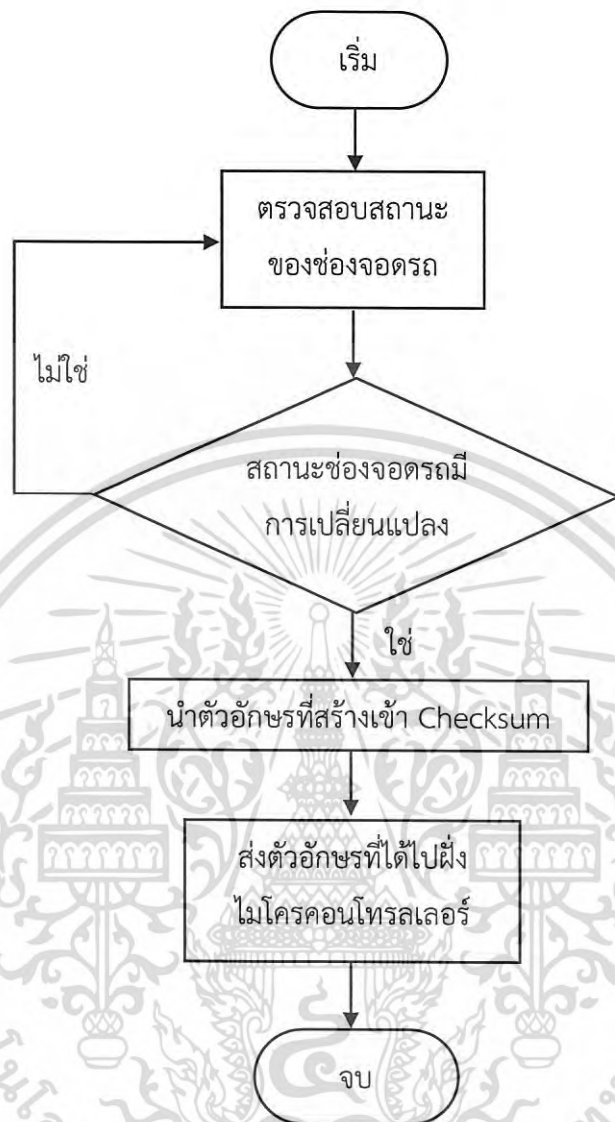 เริ่ม
ตรวจสอบสถานะ
ของช่องจอดรถ
ไม่ใช่
สถานะช่องจอดรถมี
การเปลี่ยนแปลง
ใช่
นำตัวอักษรที่สร้างเข้า Checksum
ส่งตัวอักษรที่ได้ไปฝั่ง
ไมโครคอนโทรลเลอร์
จบ